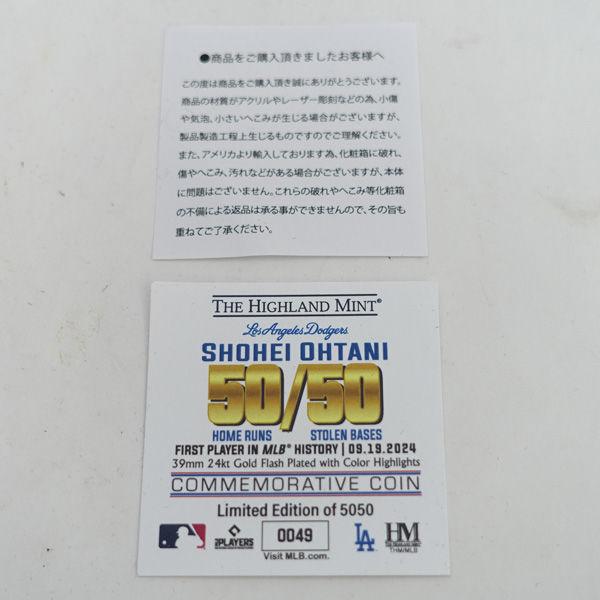 ●商品をご購入頂きましたお客様へ
この度は商品をご購入頂き誠にありがとうございます。
商品の材質がアクリルやレーザー彫刻などの為、小傷
や気泡、小さいへこみが生じる場合がございますが、
製品製造工程上生じるものですのでご理解ください。
また、アメリカより輸入しております為、化粧箱に破れ、
傷やへこみ、汚れなどがある場合がございますが、本体
に問題はございません。これらの破れやへこみ等化粧箱
の不備による返品は承る事ができませんので、その旨も
重ねてご了承ください。
THE HIGHLAND MINT®
Los Angeles Dodgers
SHOHEI OHTANI
50/50
HOME RUNS STOLEN BASES
FIRST PLAYER IN MLB® HISTORY | 09.19.2024
39mm 24kt Gold Flash Plated with Color Highlights
COMMEMORATIVE COIN
Limited Edition of 5050
PLAYERS 0049 LA HM
THE HIGHLAND MINT
THM/MLB
Visit MLB.com.